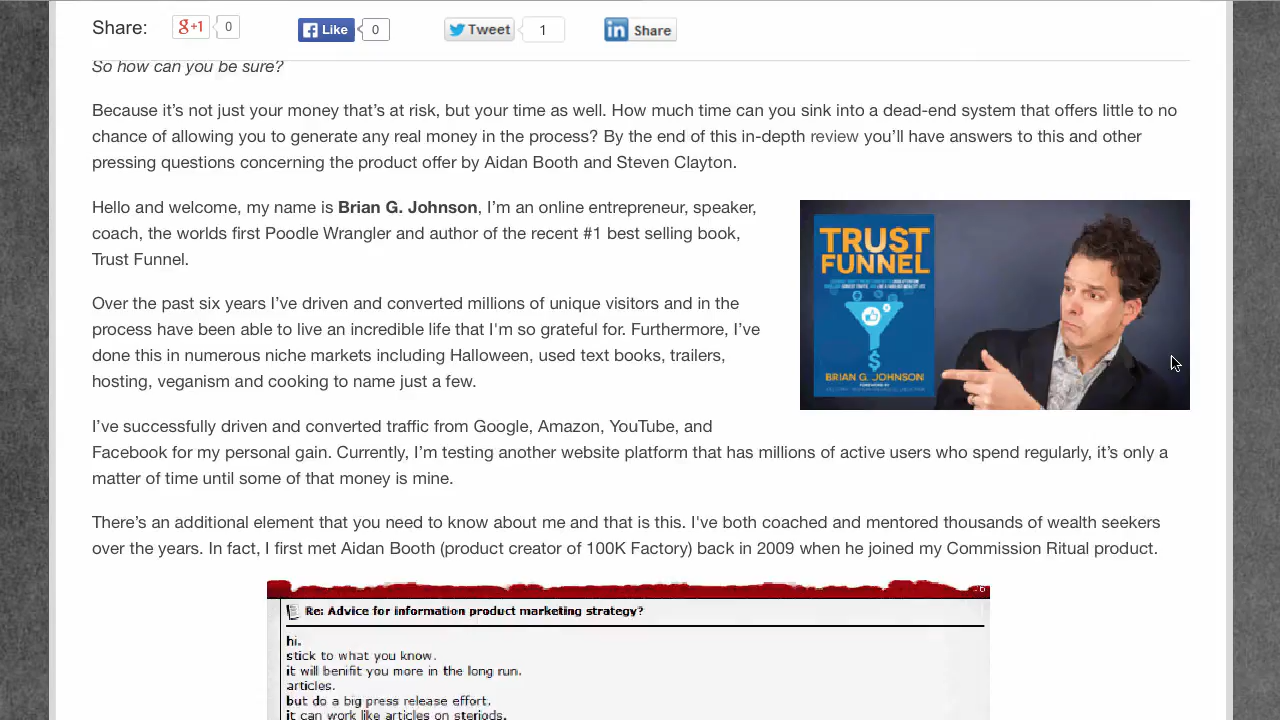 Share:
g+1
0
Like
0
Tweet
1
in Share
So how can you be sure?
Because it's not just your money that's at risk, but your time as well. How much time can you sink into a dead-end system that offers little to no
chance of allowing you to generate any real money in the process? By the end of this in-depth review you'll have answers to this and other
pressing questions concerning the product offer by Aidan Booth and Steven Clayton.
Hello and welcome, my name is Brian G. Johnson, I'm an online entrepreneur, speaker,
coach, the worlds first Poodle Wrangler and author of the recent #1 best selling book,
Trust Funnel.
TRUST
FUNNEL
BRIAN G. JOHNSON
Over the past six years I've driven and converted millions of unique visitors and in the
process have been able to live an incredible life that I'm so grateful for. Furthermore, I've
done this in numerous niche markets including Halloween, used text books, trailers,
hosting, veganism and cooking to name just a few.
I've successfully driven and converted traffic from Google, Amazon, YouTube, and
Facebook for my personal gain. Currently, I'm testing another website platform that has millions of active users who spend regularly, it's only a
matter of time until some of that money is mine.
There's an additional element that you need to know about me and that is this. I've both coached and mentored thousands of wealth seekers
over the years. In fact, I first met Aidan Booth (product creator of 100K Factory) back in 2009 when he joined my Commission Ritual product.
Re: Advice for information product marketing strategy?
hi.
stick to what you know.
it will benifit you more in the long run.
articles.
but do a big press release effort.
it can work like articles on steriods.